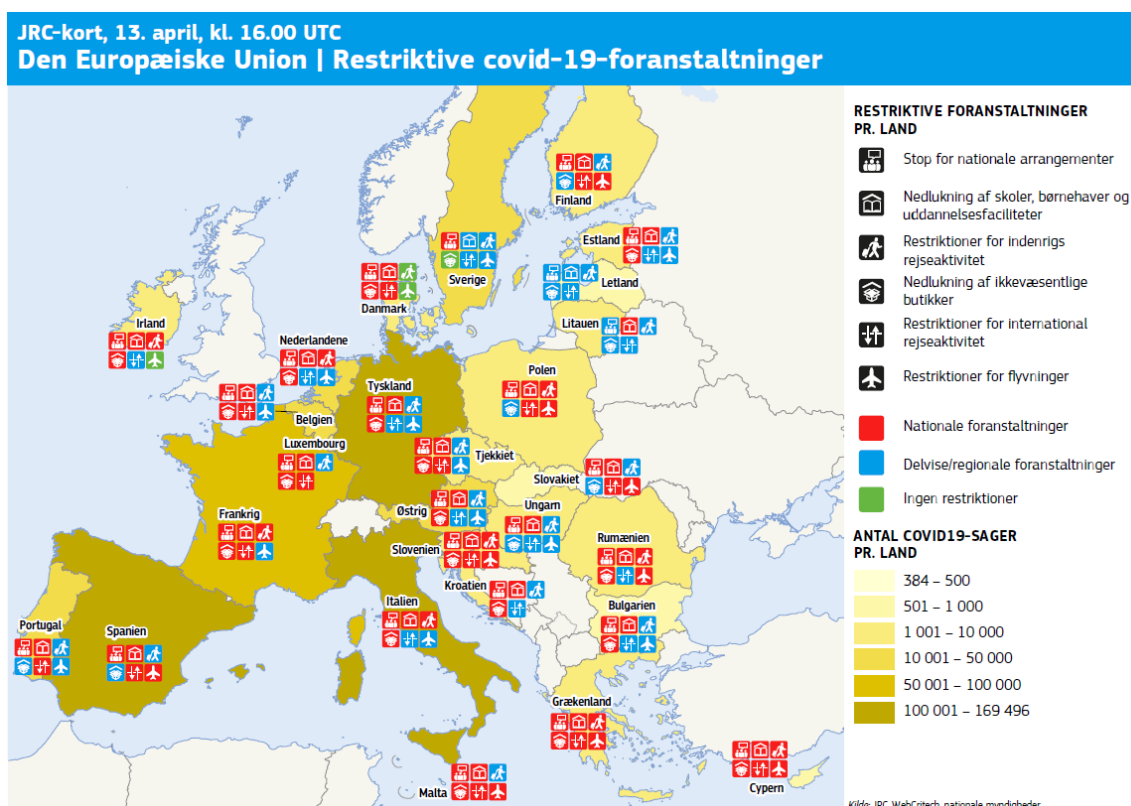 JRC-kort, 13. april, kl. 16.00 UTC
Den Europæiske Union | Restriktive covid-19-foranstaltninger
Finland
Estland
Sverige
Letland
Danmark
Litauen
Irland
Nederlandene
Polen
Tyskland
Belgien
Luxembourg
Tjekkiet
Slovakiet
Østrig
Ungarn
Frankrig
Rumænien
Slovenien
Kroatien
Italien
Bulgarien
Portugal
Spanien
Grækenland
Malta
Cypern
RESTRIKTIVE FORANSTALTNINGER
PR. LAND
Stop for nationale arrangementer
Nedlukning af skoler, børnehaver og
uddannelsesfaciliteter
Restriktioner for indenrigs
rejseaktivitet
Nedlukning af ikkevæsentlige
butikker
Restriktioner for international
rejseaktivitet
Restriktioner for flyvninger
Nationale foranstaltninger
Delvise/regionale foranstaltninger
Ingen restriktioner
ANTAL COVID19-SAGER
PR. LAND
384 – 500
501 – 1 000
1 001 – 10 000
10 001 – 50 000
50 001 – 100 000
100 001 – 169 496
Kilde: JRC, WebCritech, nationale myndigheder